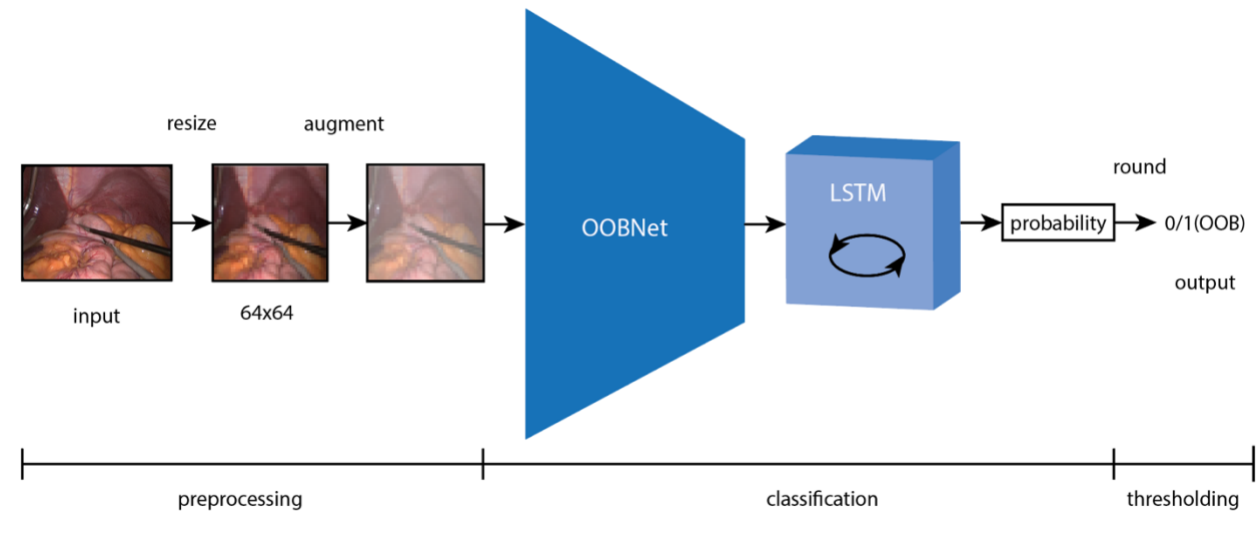 resize
augment
input
64x64
OOBNet
LSTM
probability
round
0/1(OOB)
output
preprocessing
classification
thresholding